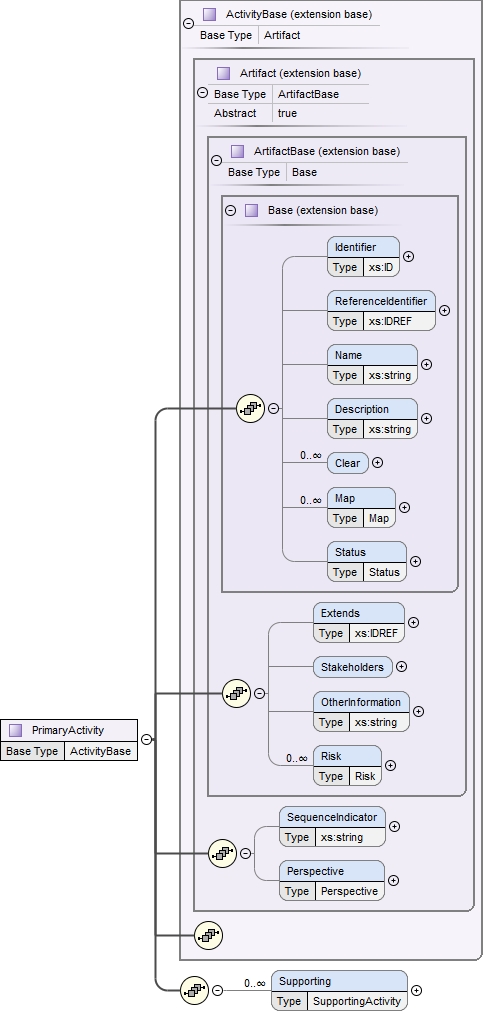 ActivityBase (extension base)
Base Type Artifact
Artifact (extension base)
Base Type ArtifactBase
Abstract true
ArtifactBase (extension base)
Base Type Base
Base (extension base)
Identifier
Type xs:ID
ReferenceIdentifier
Type xs:IDREF
Name
Type xs:string
Description
Type xs:string
0..∞ Clear
0..∞ Map
Type Map
Status
Type Status
Extends
Type xs:IDREF
Stakeholders
OtherInformation
Type xs:string
0..∞ Risk
Type Risk
PrimaryActivity
Base Type ActivityBase
SequenceIndicator
Type xs:string
Perspective
Type Perspective
0..∞ Supporting
Type SupportingActivity